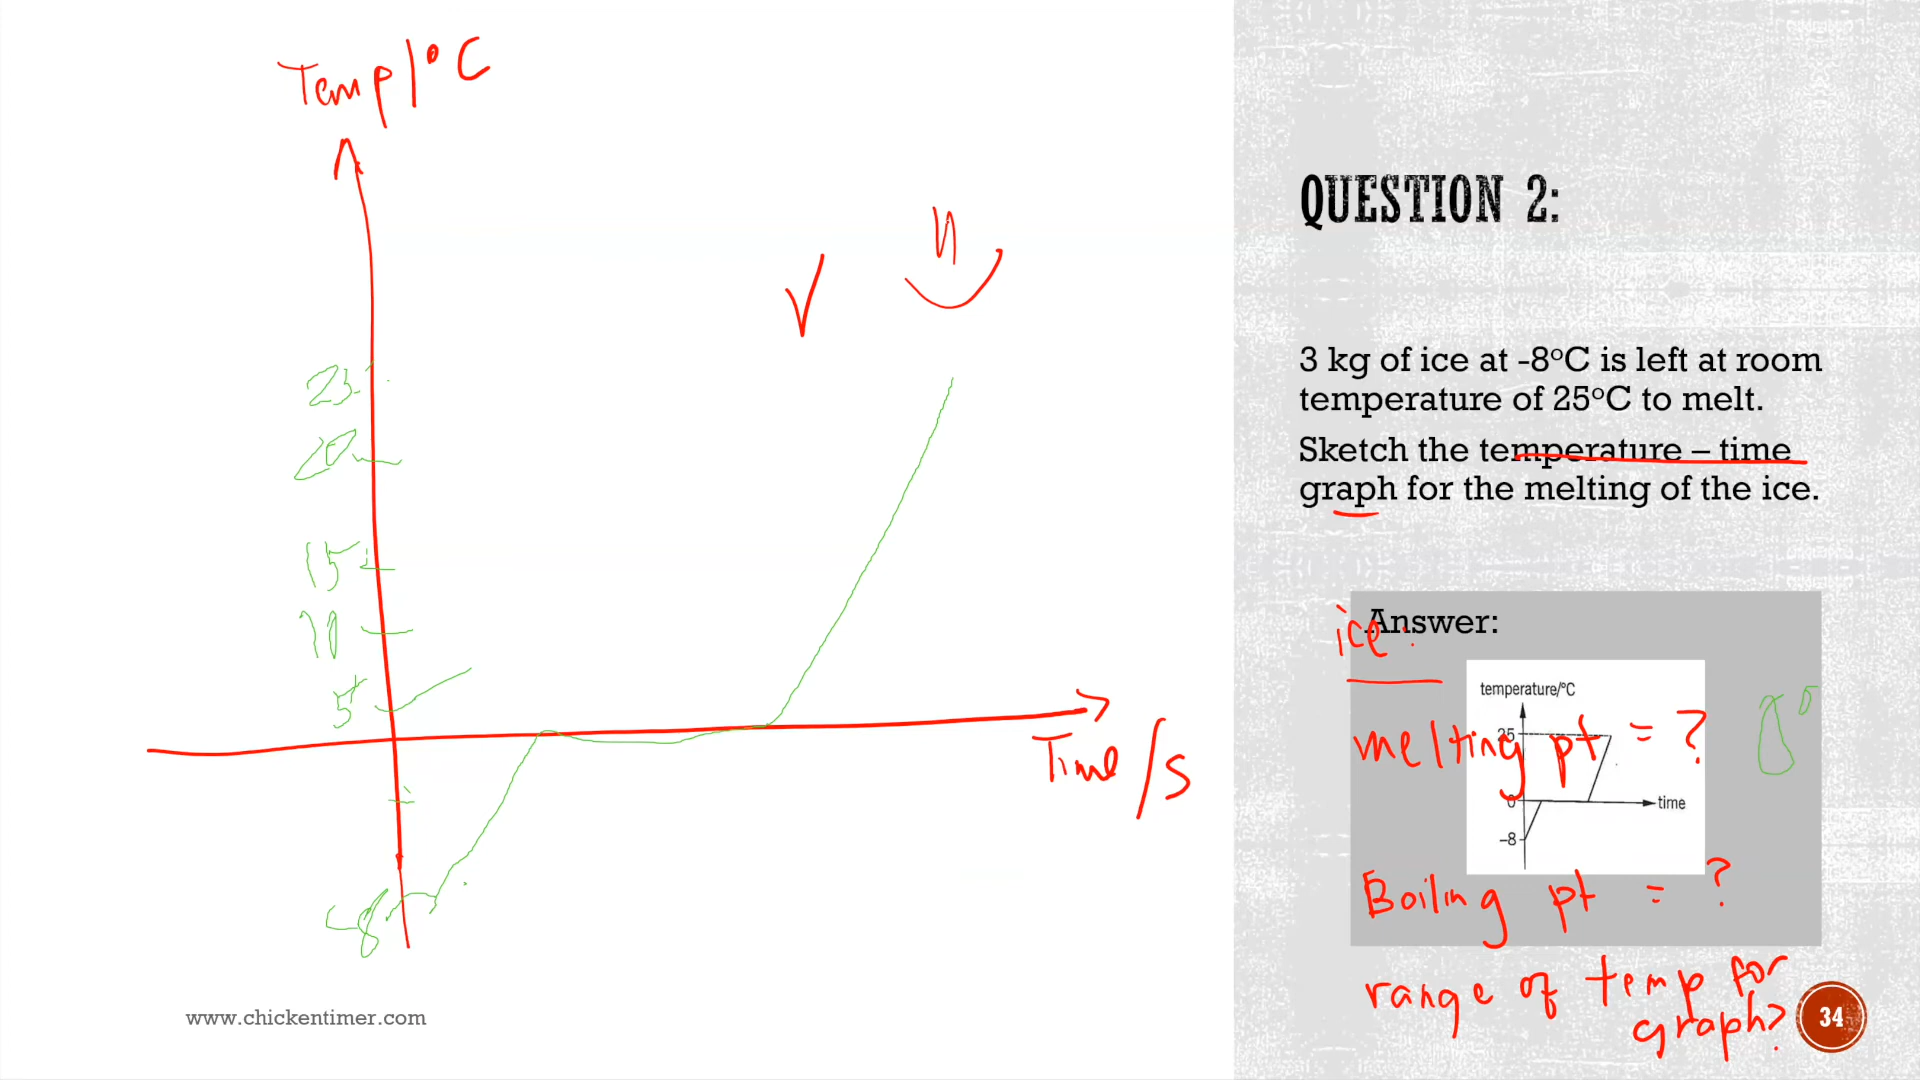 Temp/°C
25
20
15
10
5
-8
Time/s
www.chickentimer.com
QUESTION 2:
3 kg of ice at -8°C is left at room
temperature of 25°C to melt.
Sketch the temperature – time
graph for the melting of the ice.
Answer:
ice:
temperature/°C
25
melting pt = ?
0
time
-8
Boiling pt = ?
range of temp for
graph?
34